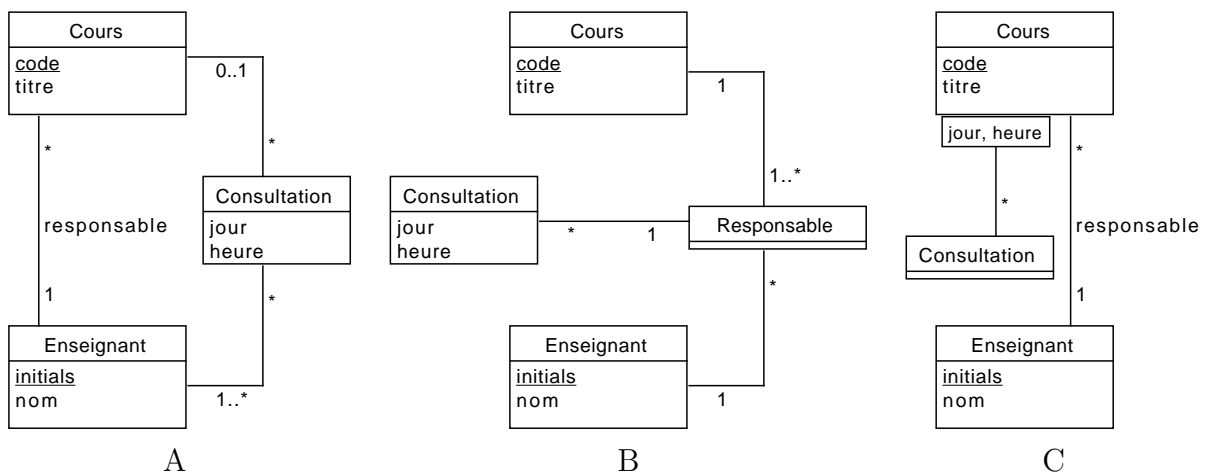 Cours
code
titre
0..1
*
*
Consultation
jour
heure
responsable
*
1
Enseignant
initials
nom
1..*
A
Cours
code
titre
1
1..*
Consultation
jour
heure
*
1
Responsable
*
Enseignant
initials
nom
1
B
Cours
code
titre
jour, heure
*
*
responsable
Consultation
1
Enseignant
initials
nom
C